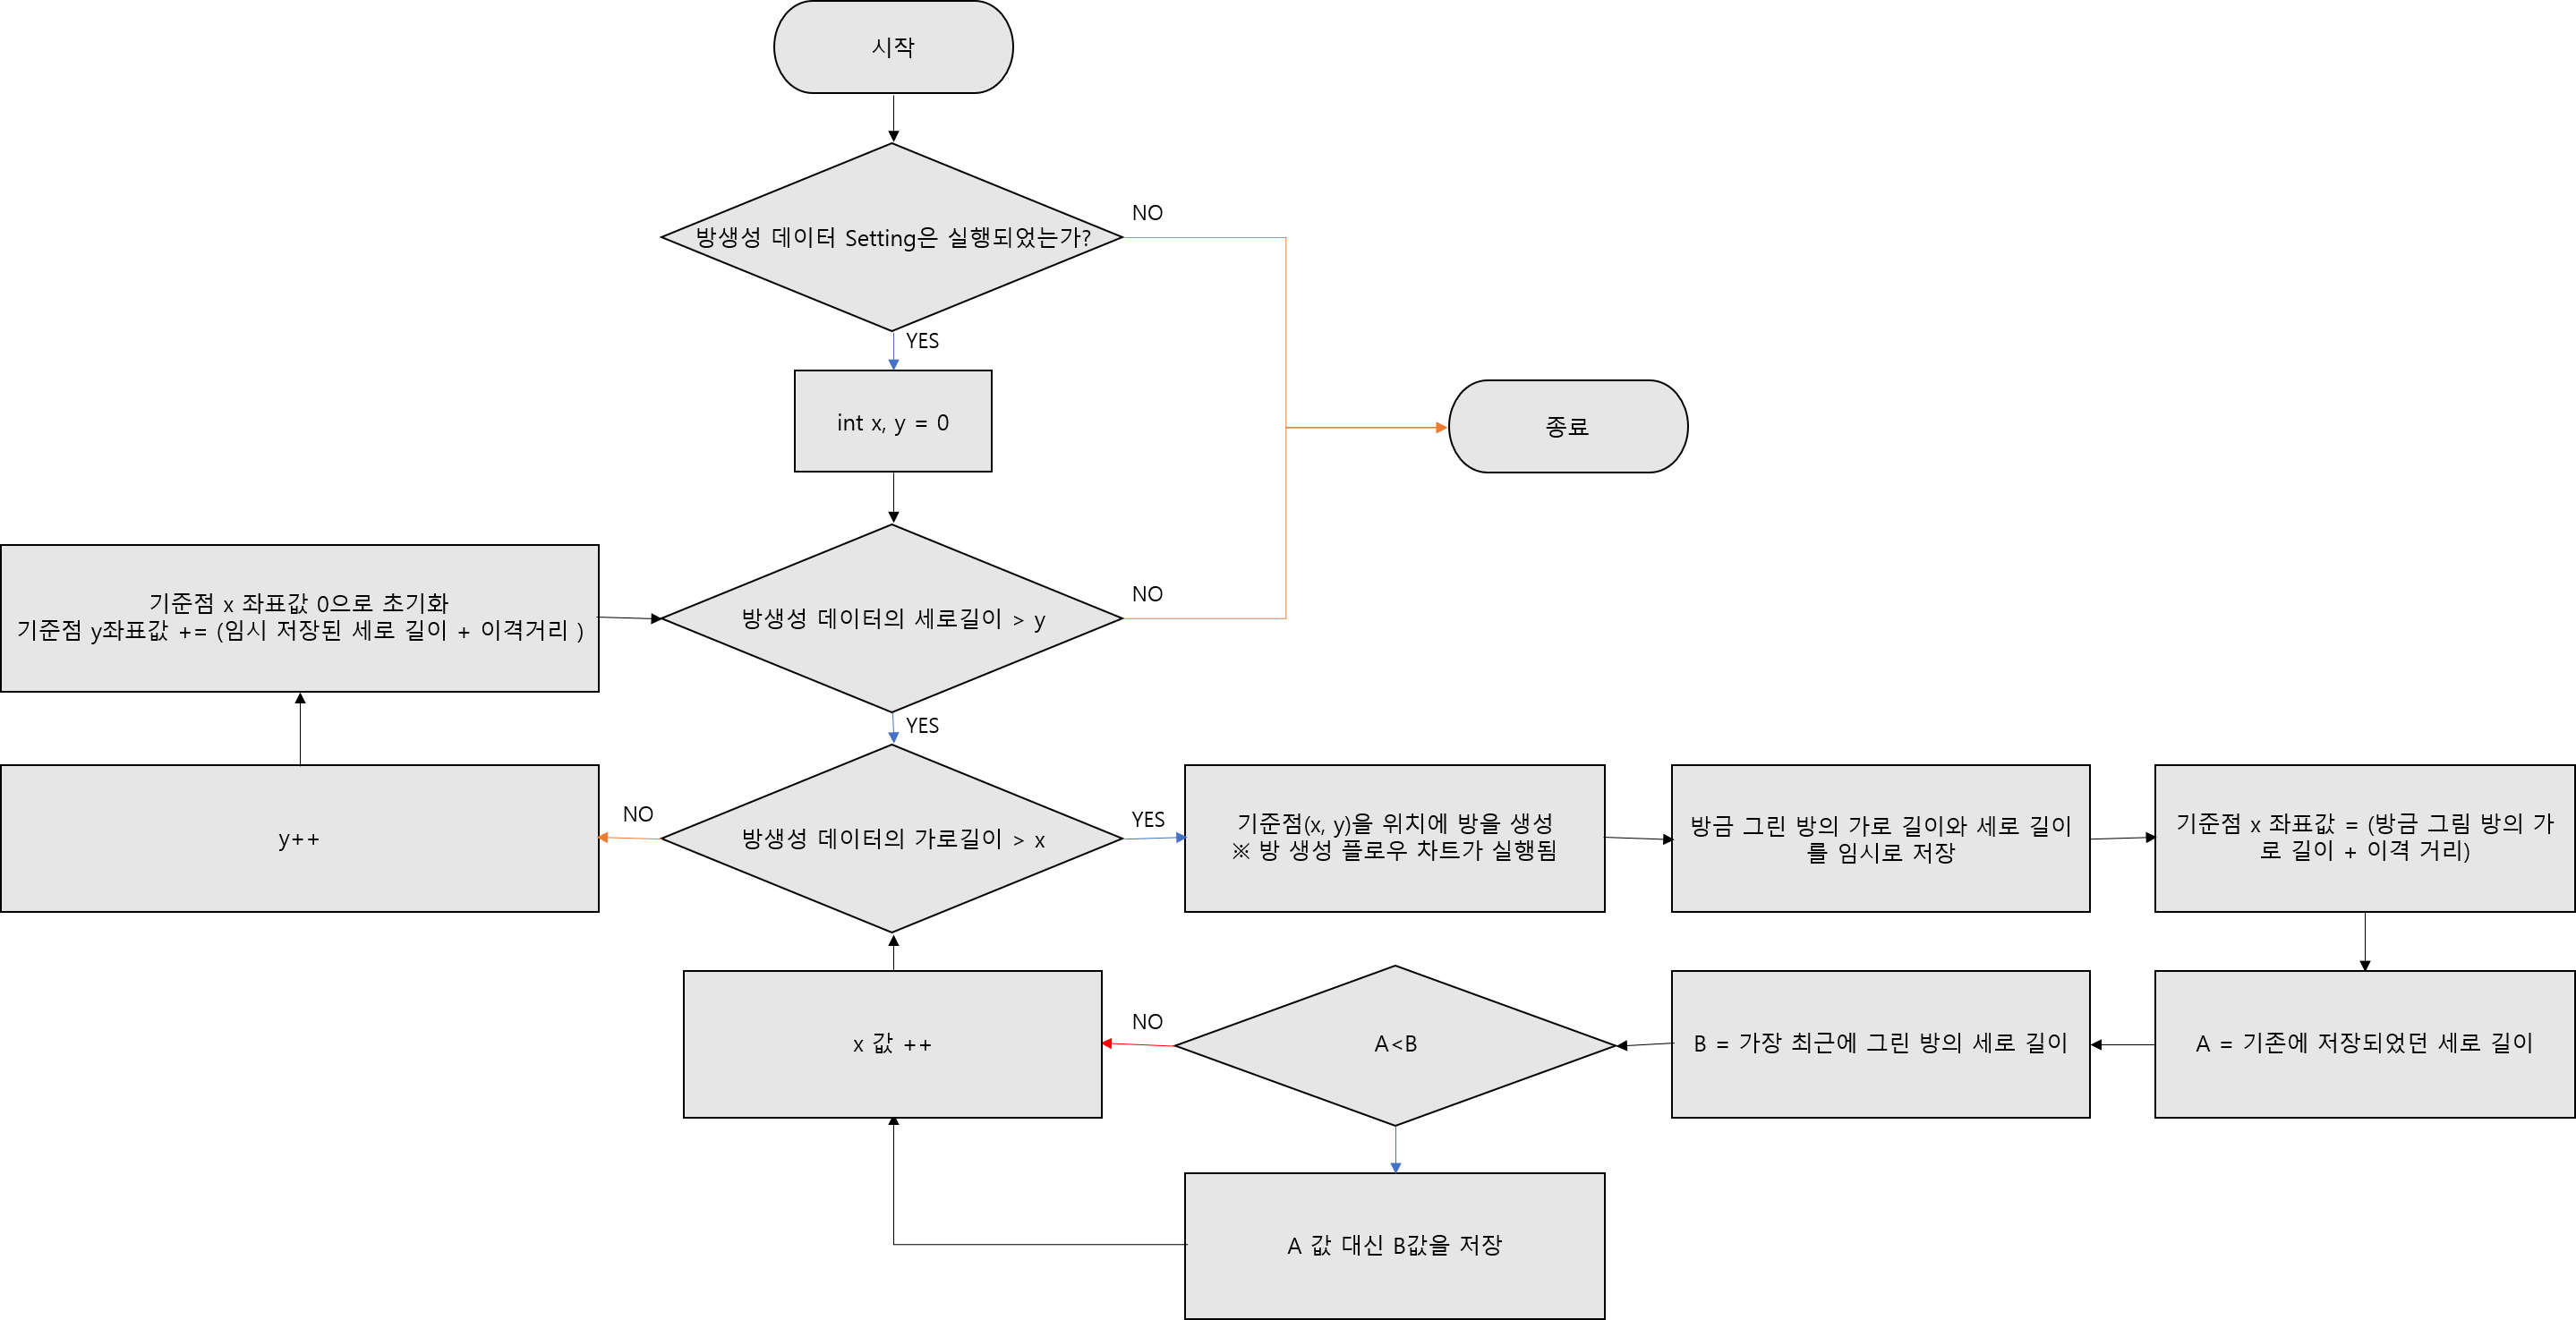 시작
방생성 데이터 Setting은 실행되었는가?
NO
YES
int x, y = 0
종료
기준점 x 좌표값 0으로 초기화
기준점 y좌표값 += (임시 저장된 세로 길이 + 이격거리 )
방생성 데이터의 세로길이 > y
NO
YES
y++
NO
방생성 데이터의 가로길이 > x
YES
기준점(x, y)을 위치에 방을 생성
※ 방 생성 플로우 차트가 실행됨
방금 그린 방의 가로 길이와 세로 길이
를 임시로 저장
기준점 x 좌표값 = (방금 그림 방의 가
로 길이 + 이격 거리)
x 값 ++
NO
A<B
B = 가장 최근에 그린 방의 세로 길이
A = 기존에 저장되었던 세로 길이
A 값 대신 B값을 저장